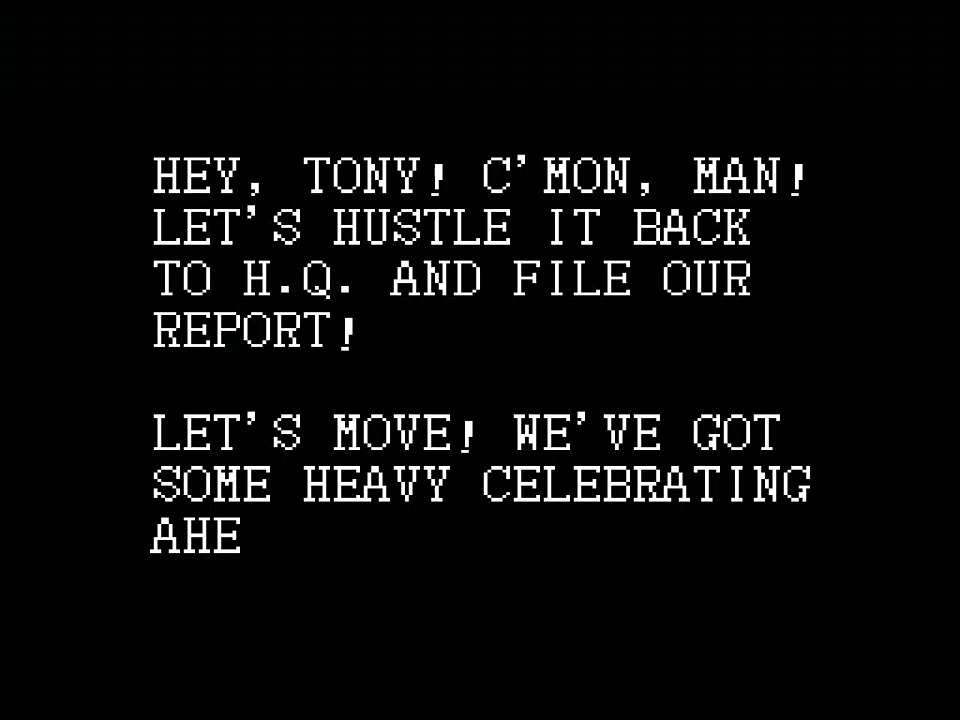 HEY, TONY! C'MON, MAN!
LET'S HUSTLE IT BACK
TO H.Q. AND FILE OUR
REPORT!
LET'S MOVE! WE'VE GOT
SOME HEAVY CELEBRATING
AHE